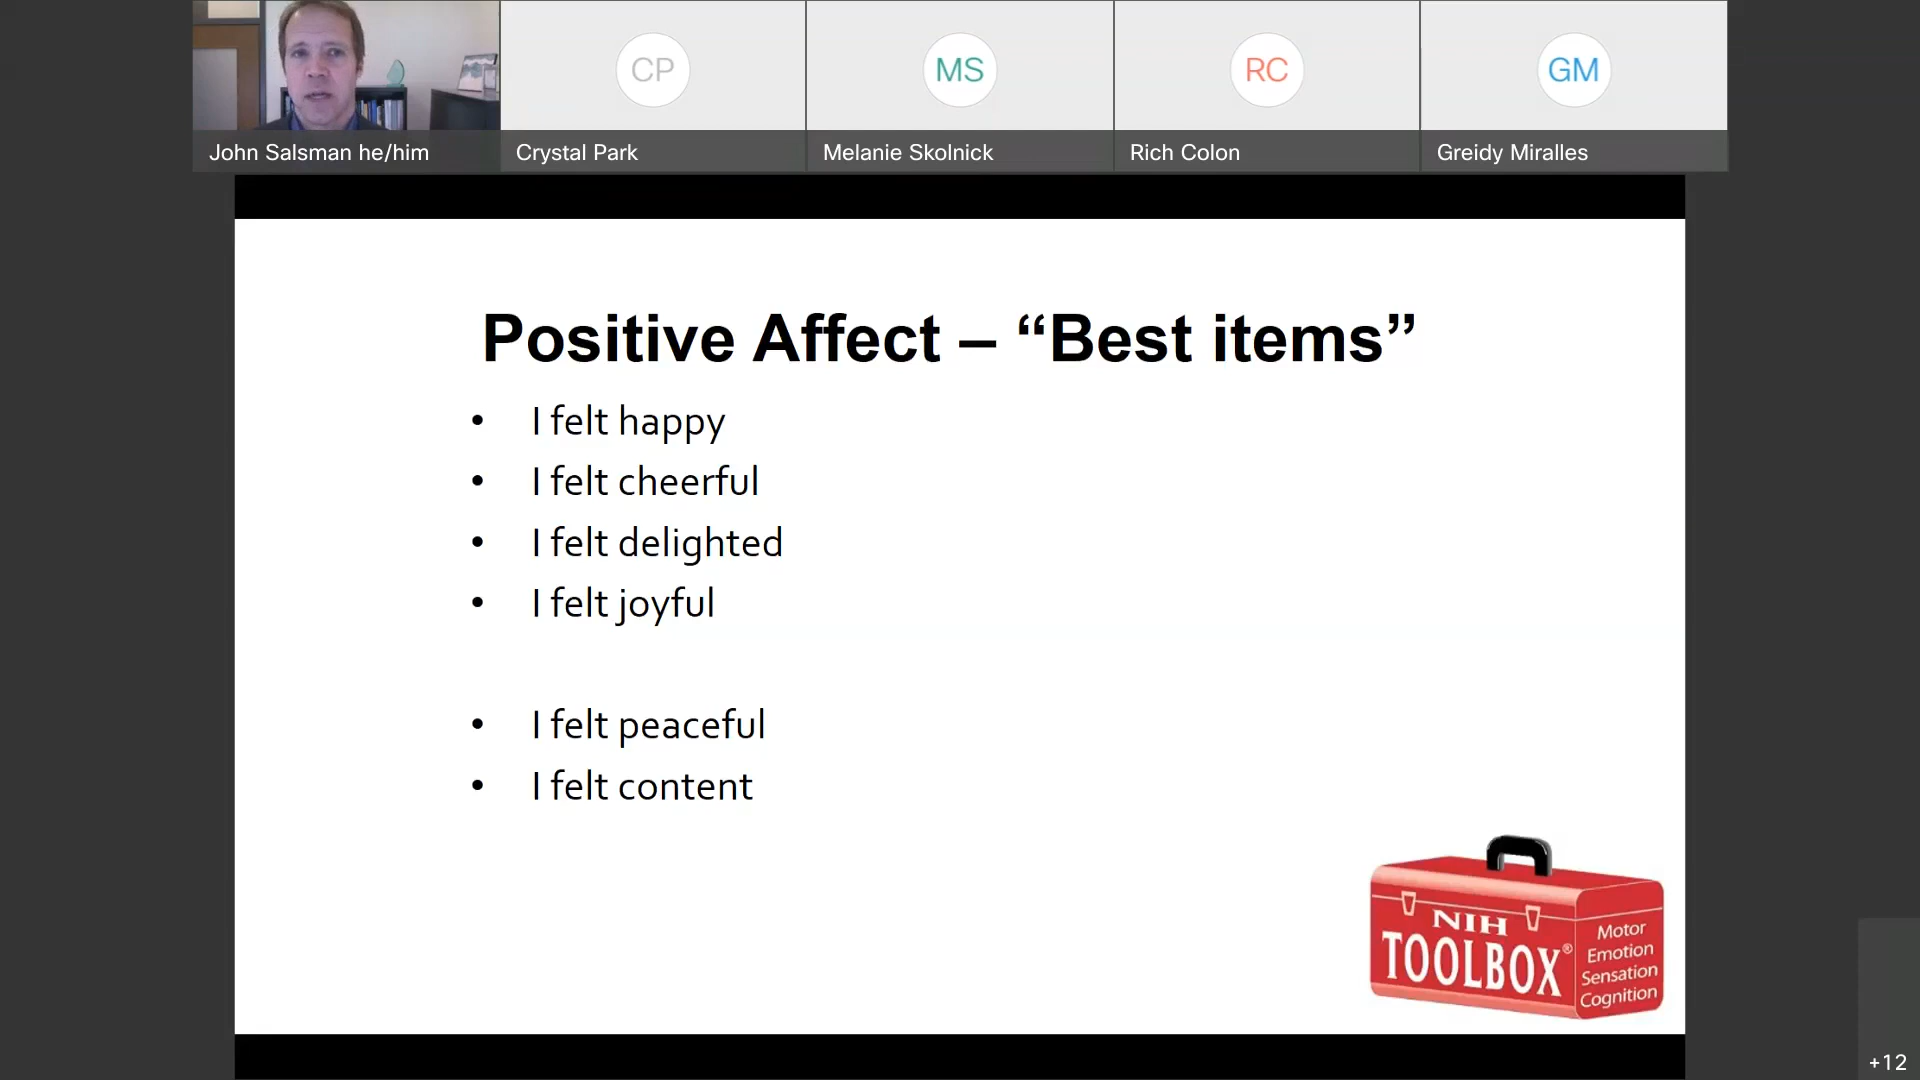 CP
MS
RC
GM
John Salsman he/him
Crystal Park
Melanie Skolnick
Rich Colon
Greidy Miralles
Positive Affect – “Best items”
• I felt happy
• I felt cheerful
• I felt delighted
• I felt joyful
• I felt peaceful
• I felt content
NIH
TOOLBOX®
Motor
Emotion
Sensation
Cognition
+12